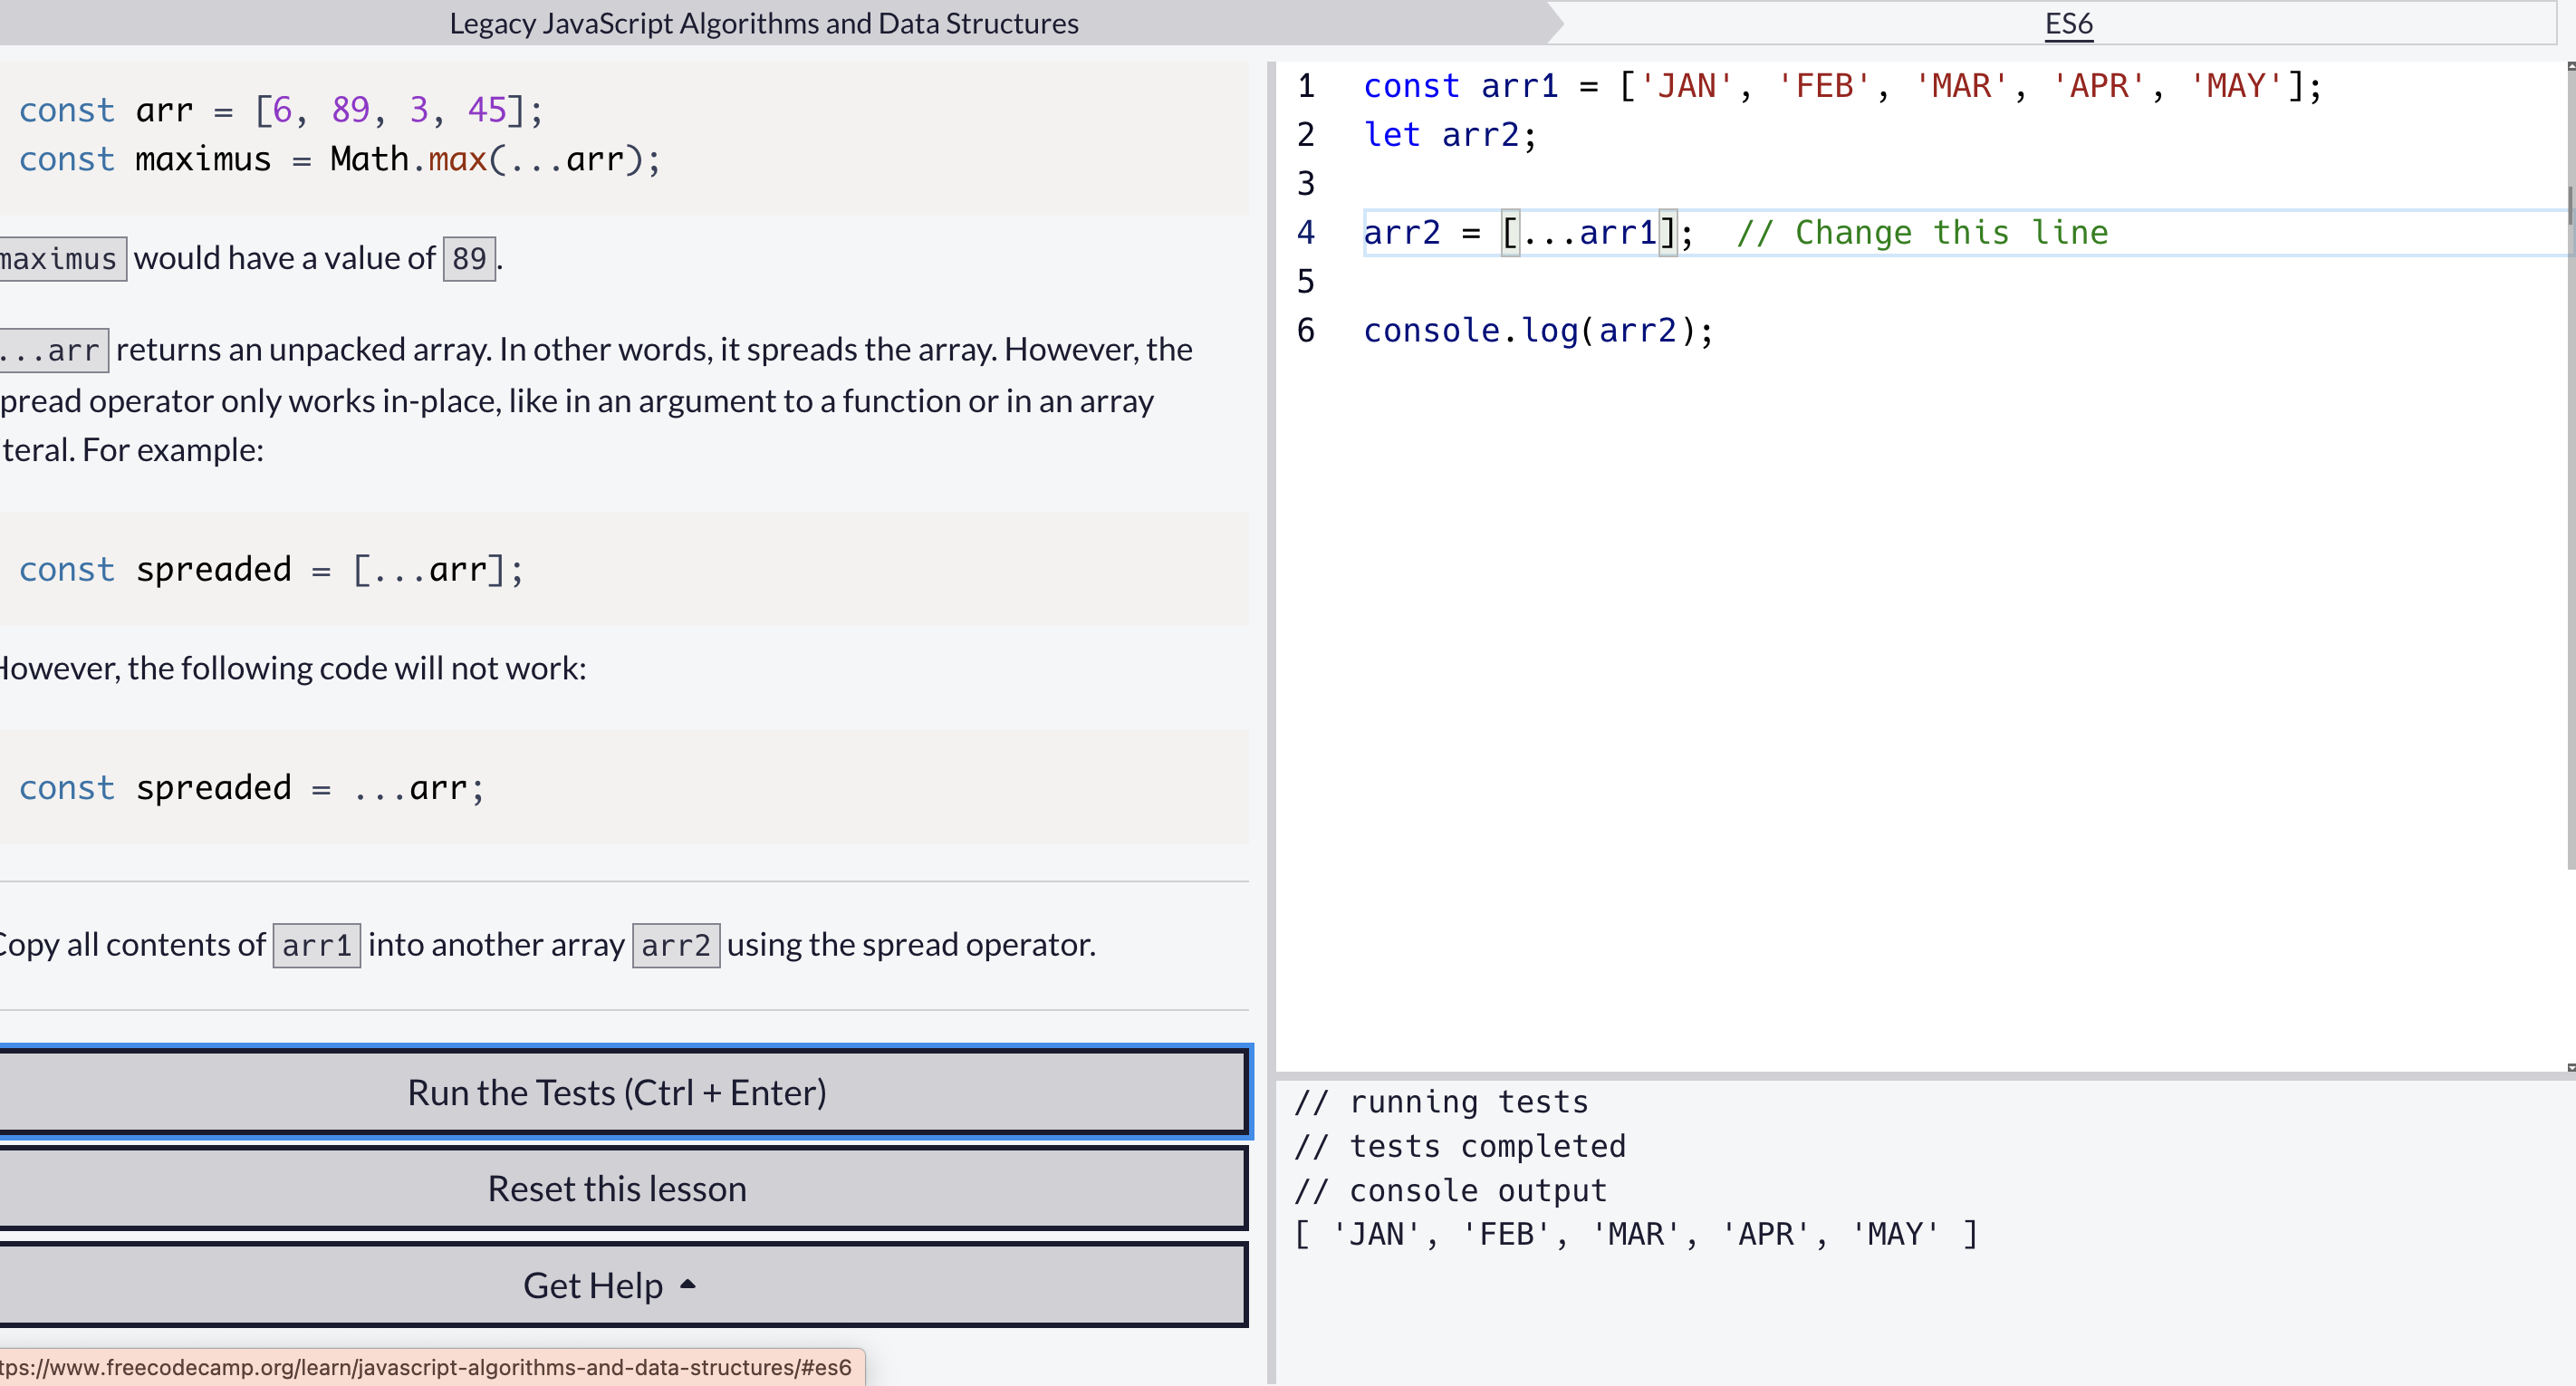 Legacy JavaScript Algorithms and Data Structures
ES6
const arr = [6, 89, 3, 45];
const maximus = Math.max(...arr);
maximus would have a value of 89.
...arr returns an unpacked array. In other words, it spreads the array. However, the
pread operator only works in-place, like in an argument to a function or in an array
teral. For example:
const spreaded = [...arr];
However, the following code will not work:
const spreaded = ...arr;
Copy all contents of arr1 into another array arr2 using the spread operator.
Run the Tests (Ctrl + Enter)
Reset this lesson
Get Help
tps://www.freecodecamp.org/learn/javascript-algorithms-and-data-structures/#es6
1 const arr1 = ['JAN', 'FEB', 'MAR', 'APR', 'MAY'];
2 let arr2;
3
4 arr2 = [...arr1];  // Change this line
5
6 console.log(arr2);
// running tests
// tests completed
// console output
[ 'JAN', 'FEB', 'MAR', 'APR', 'MAY' ]